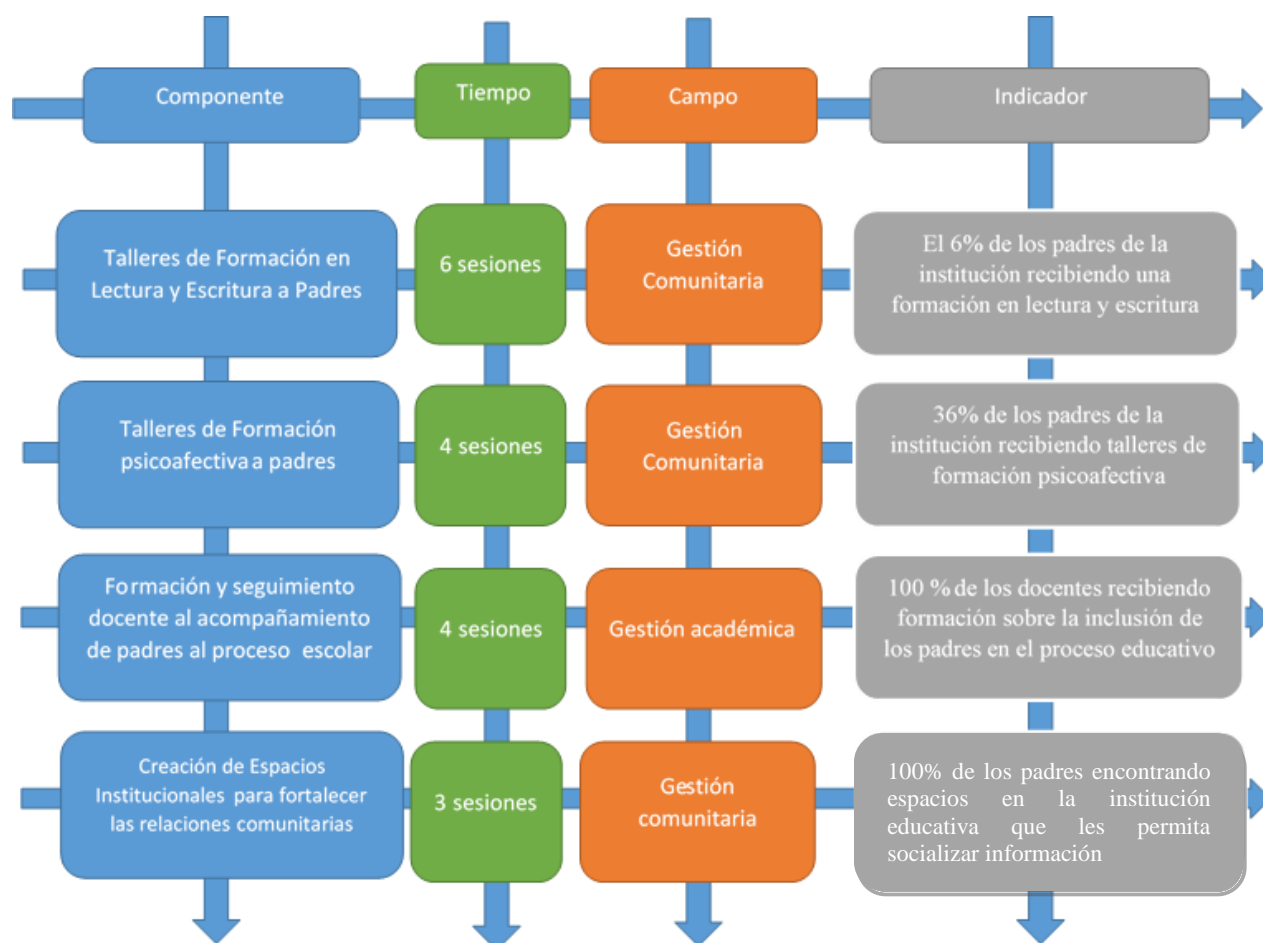 Componente
Tiempo
Campo
Indicador
Talleres de Formación en
Lectura y Escritura a Padres
6 sesiones
Gestión
Comunitaria
El 6% de los padres de la
institución recibiendo una
formación en lectura y escritura
Talleres de Formación
psicoafectiva a padres
4 sesiones
Gestión
Comunitaria
36% de los padres de la
institución recibiendo talleres de
formación psicoafectiva
Formación y seguimiento
docente al acompañamiento
de padres al proceso escolar
4 sesiones
Gestión académica
100 % de los docentes recibiendo
formación sobre la inclusión de
los padres en el proceso educativo
Creación de Espacios
Institucionales para fortalecer
las relaciones comunitarias
3 sesiones
Gestión
comunitaria
100% de los padres encontrando
espacios en la institución
educativa que les permita
socializar información